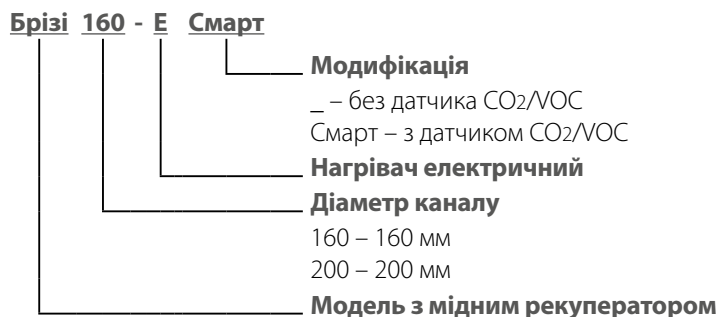 Брізі 160 - Е Смарт
Модифікація
_ – без датчика CO2/VOC
Смарт – з датчиком CO2/VOC
Нагрівач електричний
Діаметр каналу
160 – 160 мм
200 – 200 мм
Модель з мідним рекуператором